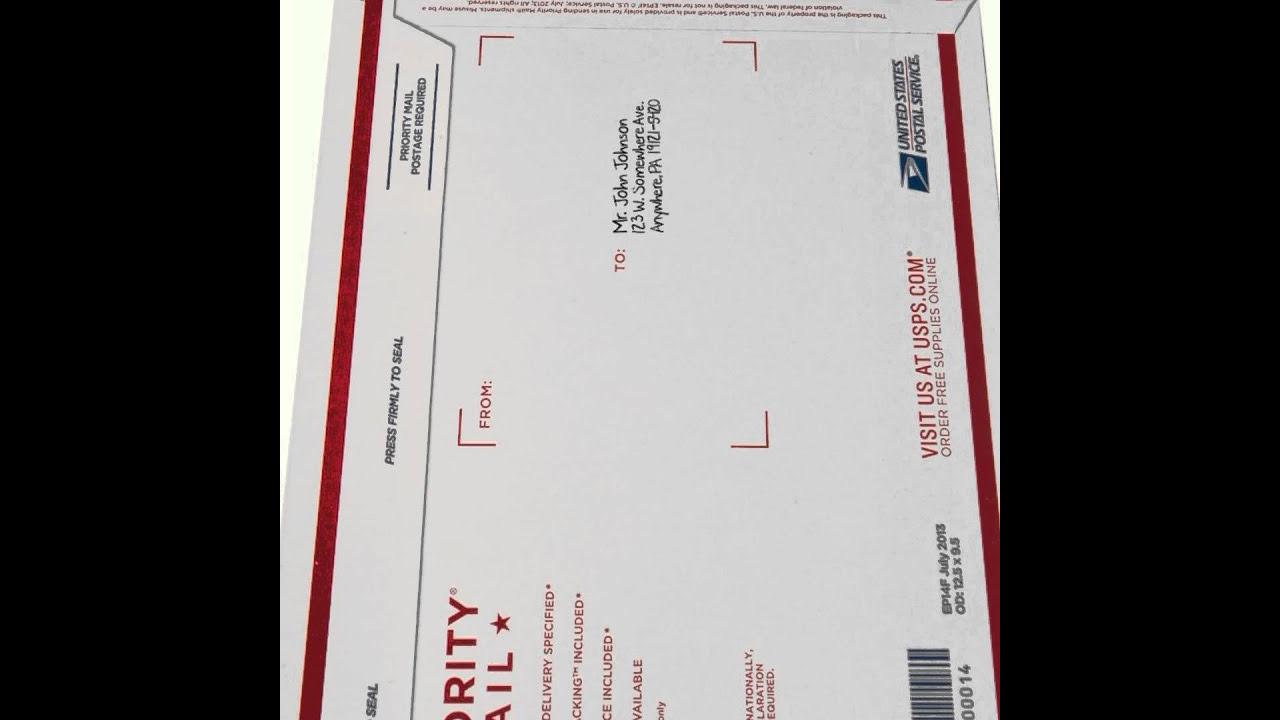 This packaging is the property of the U.S. Postal Service® and is provided solely for use in sending Priority Mail® shipments. Misuse may be a
violation of federal law. This packaging is not for resale. EP14F © U.S. Postal Service; July 2013; All rights reserved.
PRIORITY MAIL
POSTAGE REQUIRED
PRESS FIRMLY TO SEAL
SEAL
FROM:
TO:
Mr. John Johnson
123 W. Somewhere Ave.
Anywhere, PA 19121-5920
ORITY®
AIL ★
DELIVERY SPECIFIED*
CKING™ INCLUDED*
CE INCLUDED*
VAILABLE
only
NATIONALLY,
LARATION
EQUIRED.
UNITED STATES
POSTAL SERVICE®
VISIT US AT USPS.COM®
ORDER FREE SUPPLIES ONLINE
EP14F July 2013
OD: 12.5 x 9.5
00014